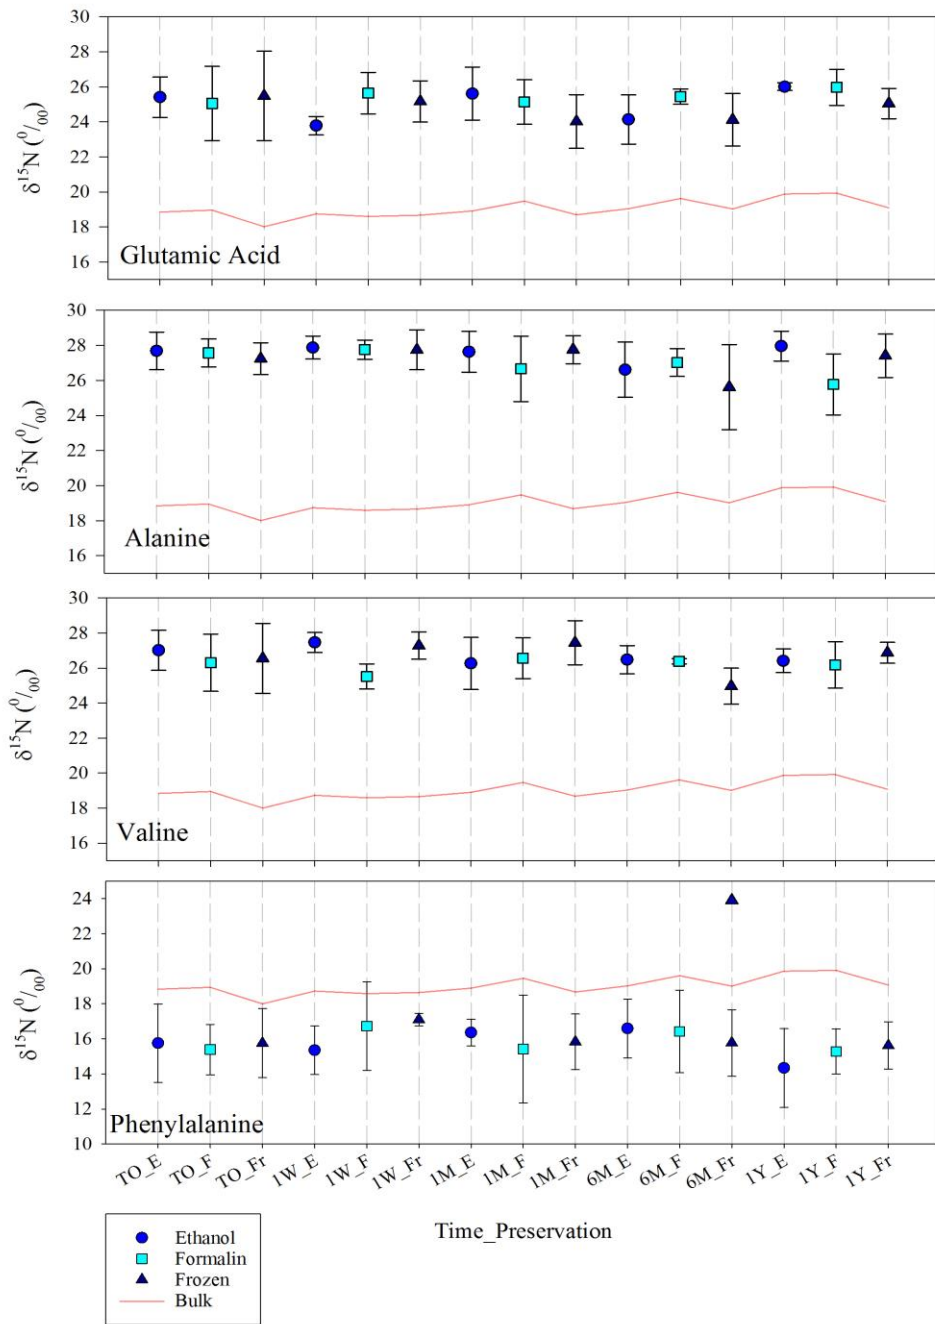 30
28
26
24
22
20
18
16
δ¹⁵N (⁰/₀₀)
Glutamic Acid
30
28
26
24
22
20
18
16
δ¹⁵N (⁰/₀₀)
Alanine
30
28
26
24
22
20
18
16
δ¹⁵N (⁰/₀₀)
Valine
24
22
20
18
16
14
12
10
δ¹⁵N (⁰/₀₀)
Phenylalanine
TO_E TO_F TO_Fr 1W_E 1W_F 1W_Fr 1M_E 1M_F 1M_Fr 6M_E 6M_F 6M_Fr 1Y_E 1Y_F 1Y_Fr
Time_Preservation
Ethanol
Formalin
Frozen
Bulk